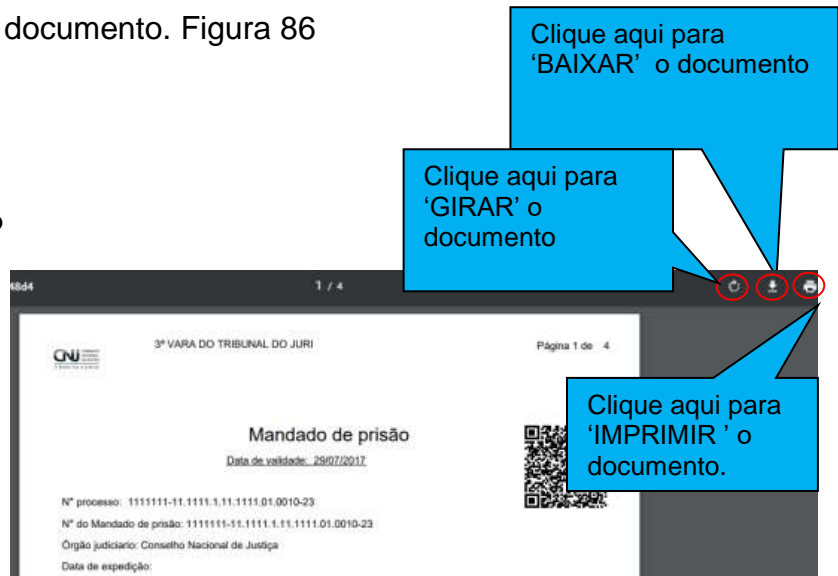 documento. Figura 86
Clique aqui para
‘BAIXAR’ o documento
Clique aqui para
‘GIRAR’ o
documento
48d4
1 / 4
CNJ
3ª VARA DO TRIBUNAL DO JURI
Página 1 de 4
Mandado de prisão
Data de validade: 29/07/2017
Clique aqui para
‘IMPRIMIR ’ o
documento.
N° processo: 1111111-11.1111.1.11.1111.01.0010-23
N° do Mandado de prisão: 1111111-11.1111.1.11.1111.01.0010-23
Órgão judiciario: Conselho Nacional de Justiça
Data de expedição: